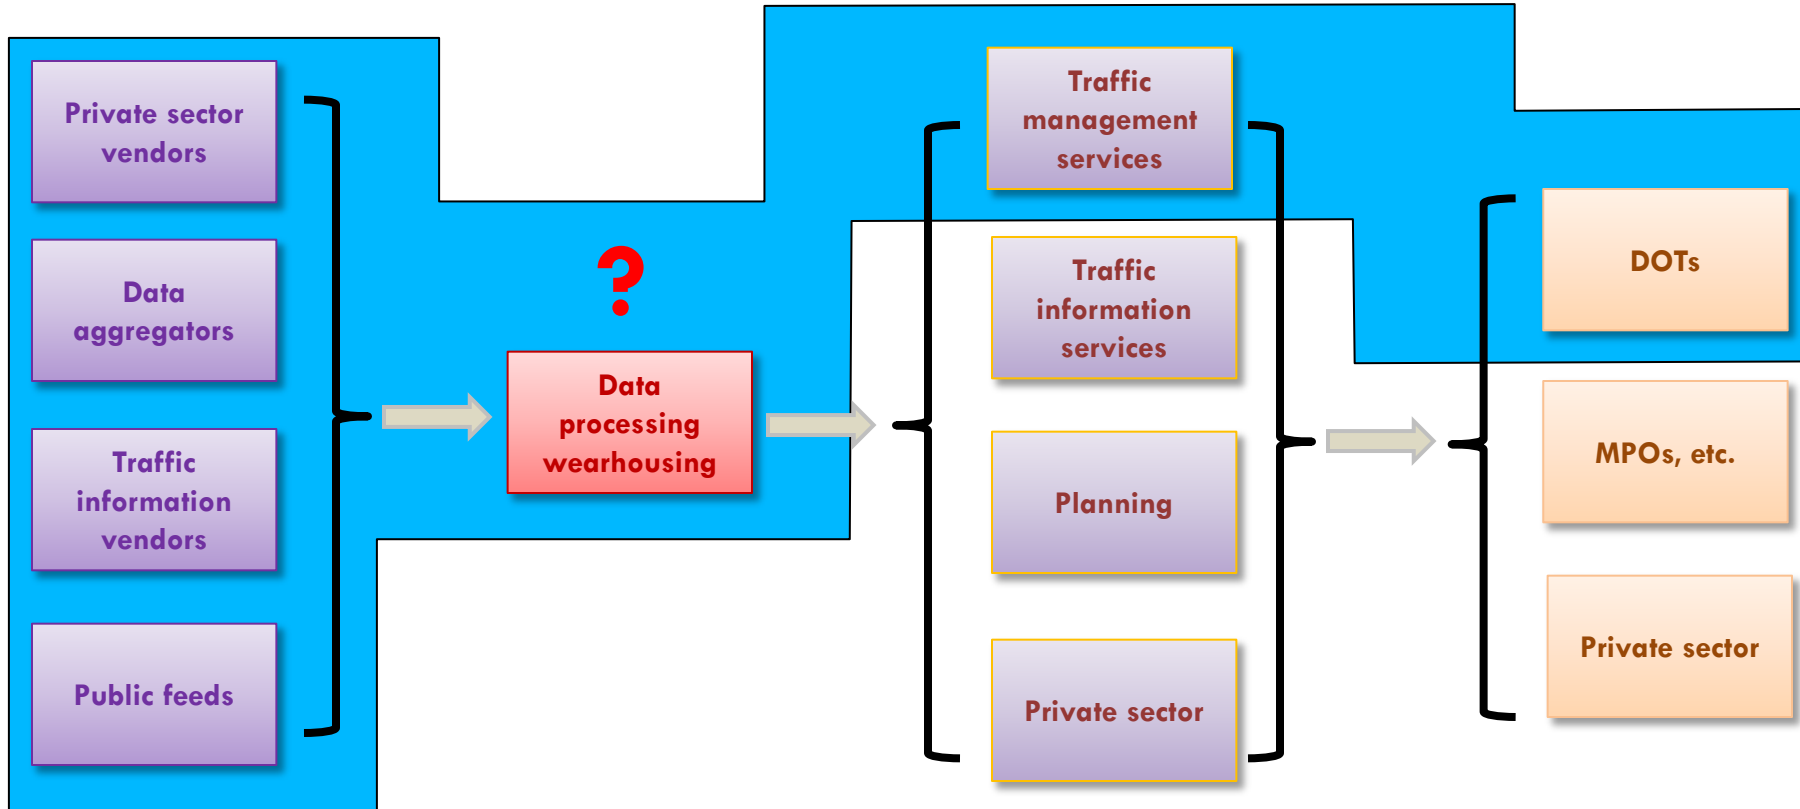 Private sector
vendors
Data
aggregators
Traffic
information
vendors
Public feeds
?
Data
processing
wearhousing
Traffic
management
services
Traffic
information
services
Planning
Private sector
DOTs
MPOs, etc.
Private sector